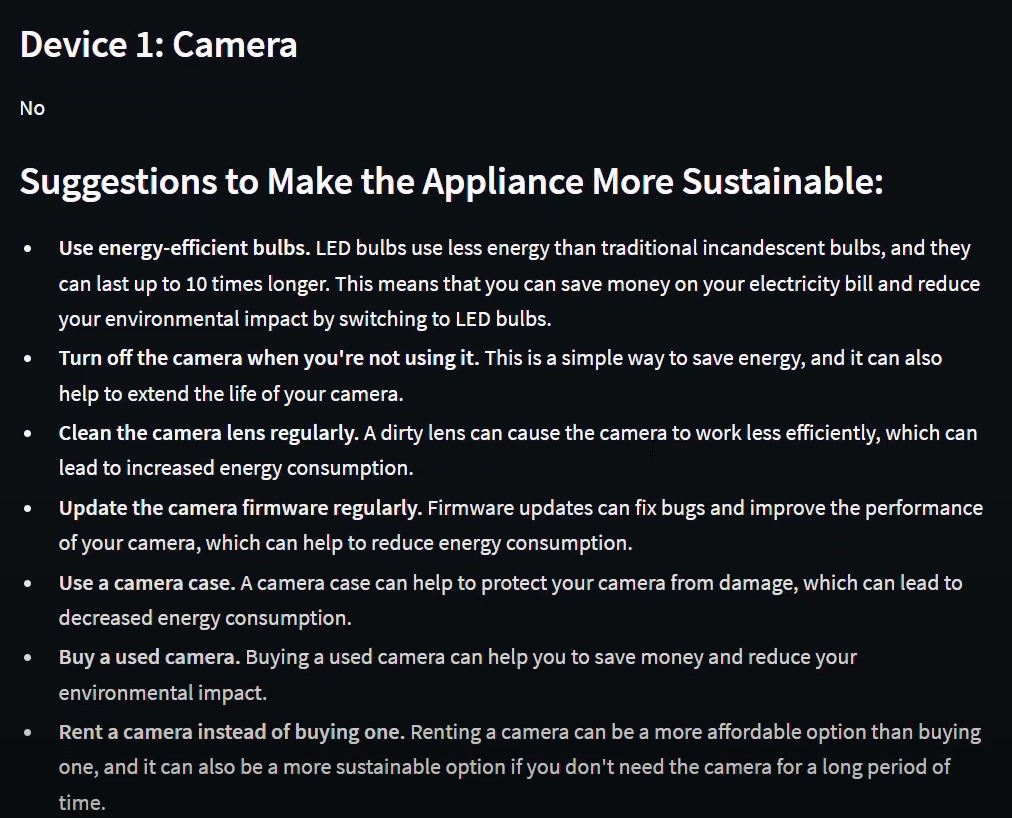 Device 1: Camera
No
Suggestions to Make the Appliance More Sustainable:
• Use energy-efficient bulbs. LED bulbs use less energy than traditional incandescent bulbs, and they
can last up to 10 times longer. This means that you can save money on your electricity bill and reduce
your environmental impact by switching to LED bulbs.
• Turn off the camera when you're not using it. This is a simple way to save energy, and it can also
help to extend the life of your camera.
• Clean the camera lens regularly. A dirty lens can cause the camera to work less efficiently, which can
lead to increased energy consumption.
• Update the camera firmware regularly. Firmware updates can fix bugs and improve the performance
of your camera, which can help to reduce energy consumption.
• Use a camera case. A camera case can help to protect your camera from damage, which can lead to
decreased energy consumption.
• Buy a used camera. Buying a used camera can help you to save money and reduce your
environmental impact.
• Rent a camera instead of buying one. Renting a camera can be a more affordable option than buying
one, and it can also be a more sustainable option if you don't need the camera for a long period of
time.